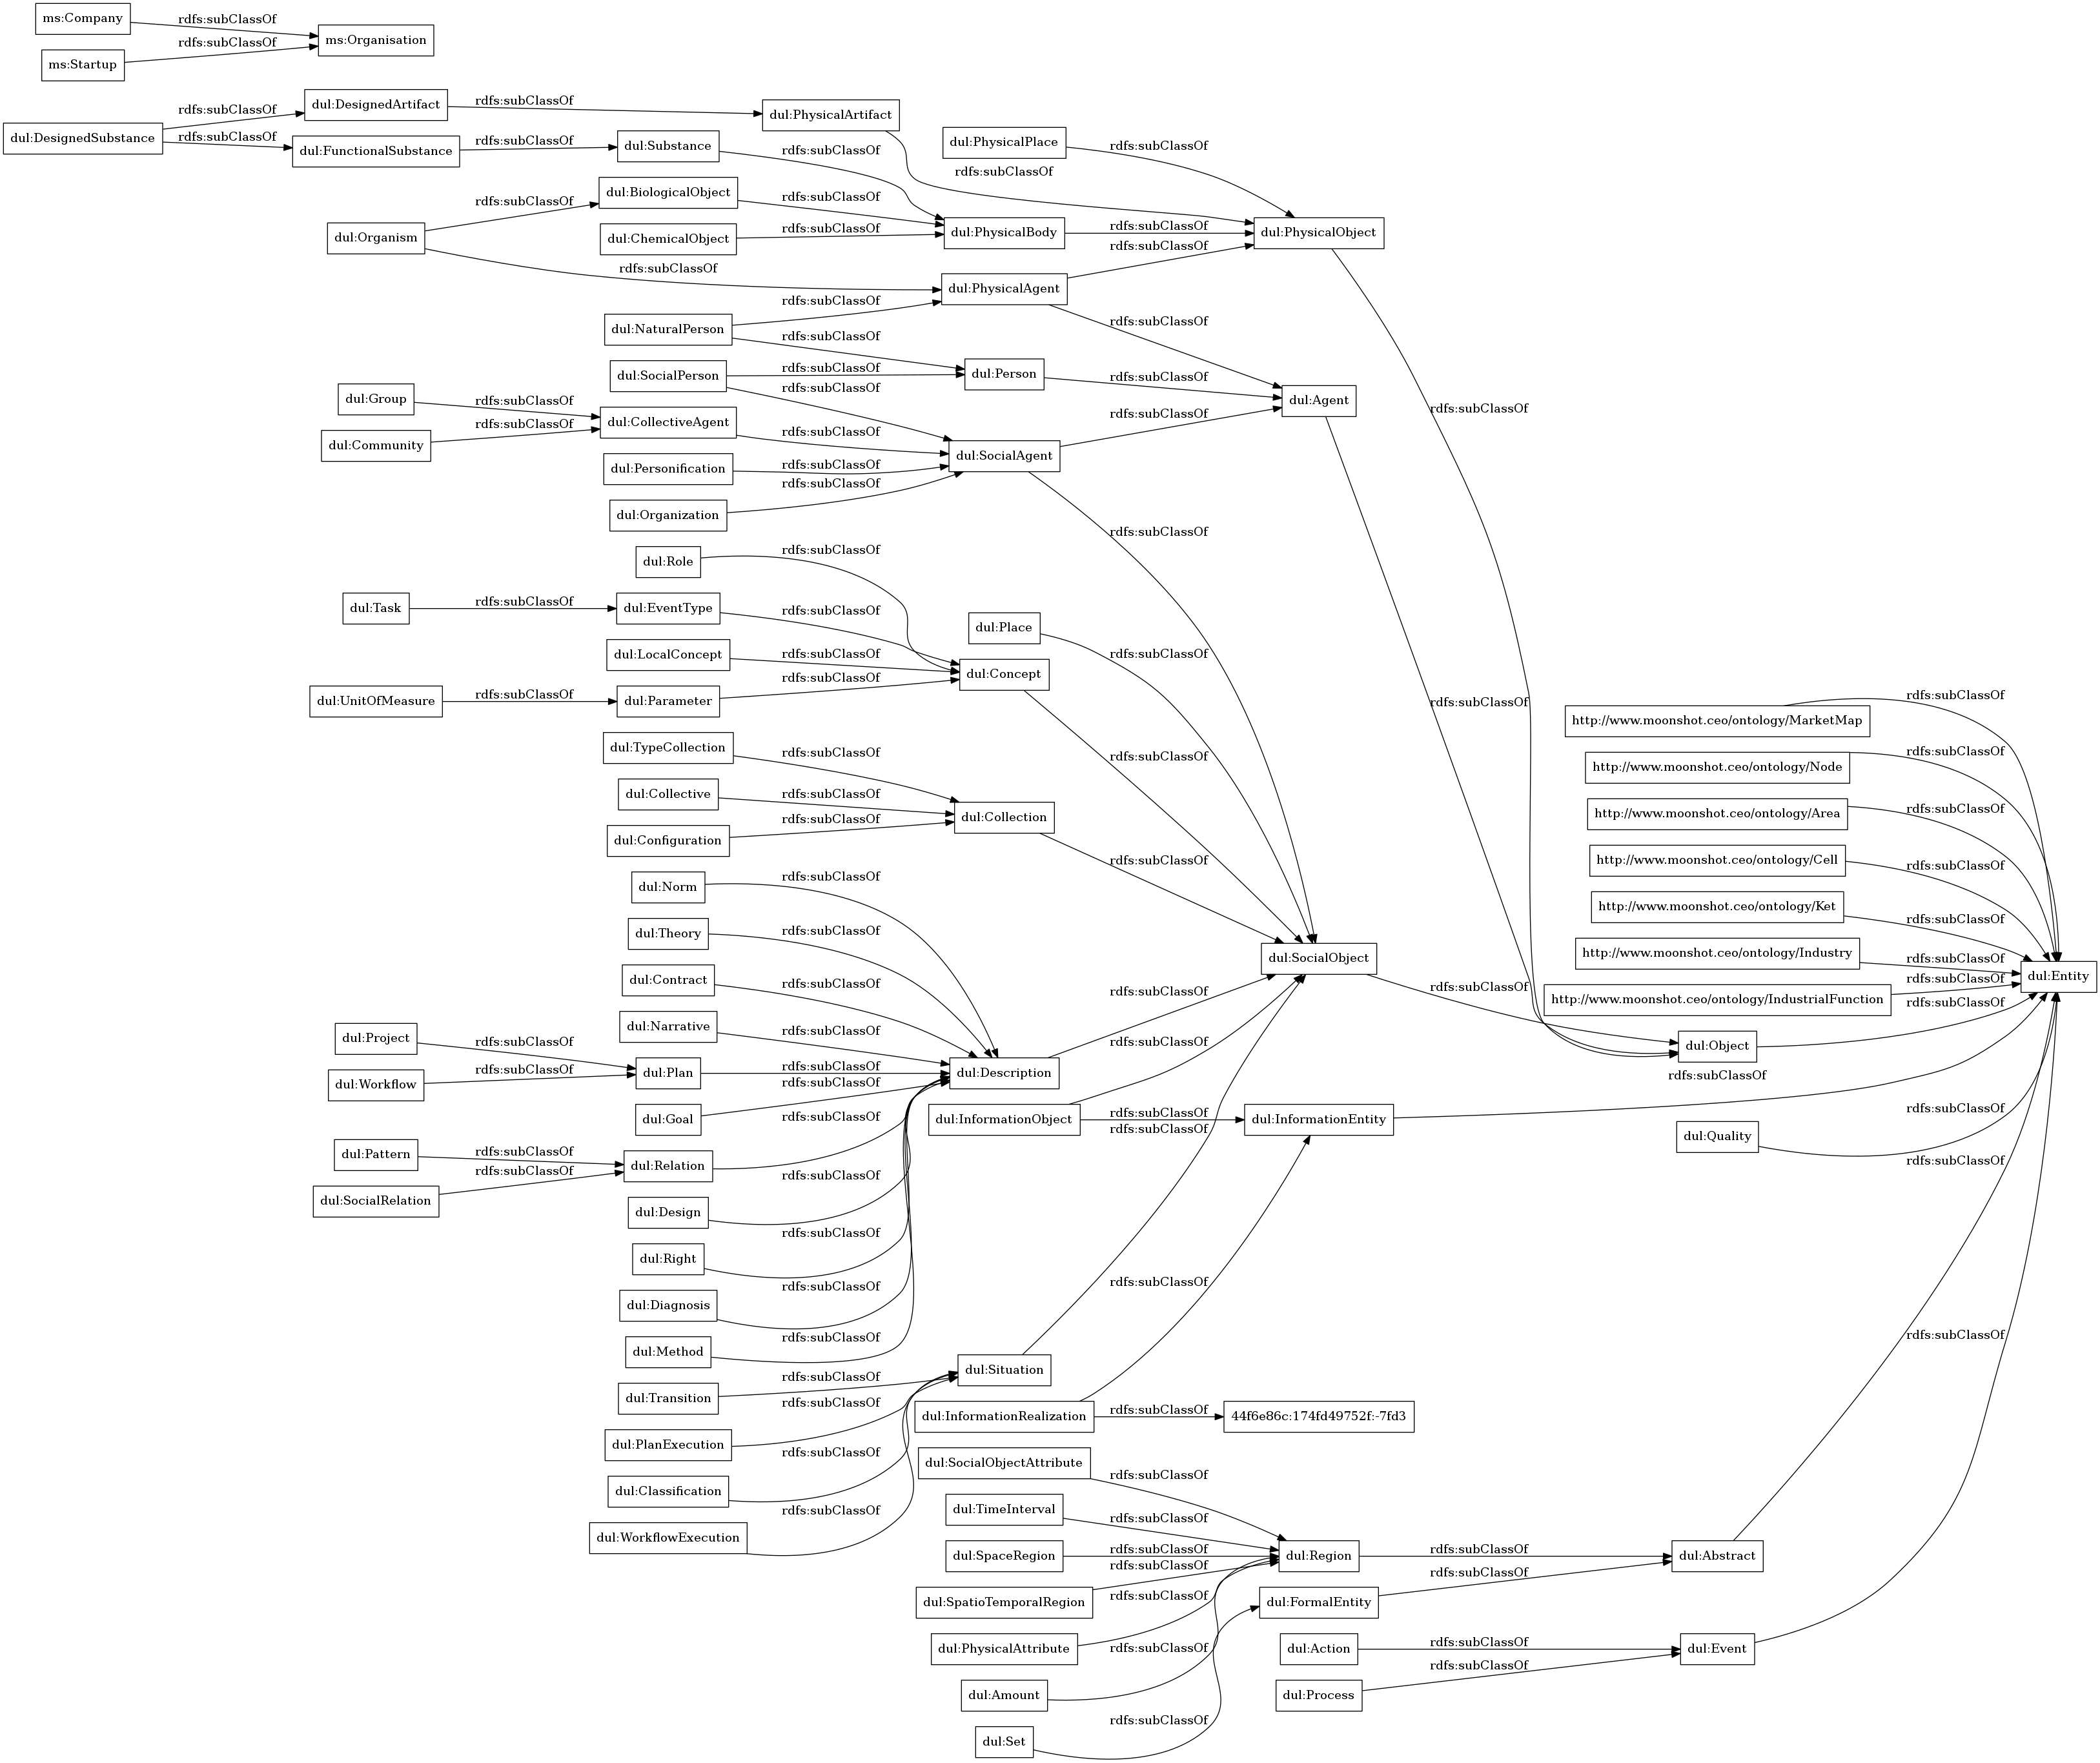 ms:Company
rdfs:subClassOf
ms:Organisation
rdfs:subClassOf
ms:Startup
dul:DesignedArtifact
rdfs:subClassOf
dul:PhysicalArtifact
rdfs:subClassOf
dul:DesignedSubstance
rdfs:subClassOf
dul:FunctionalSubstance
rdfs:subClassOf
dul:Substance
rdfs:subClassOf
dul:PhysicalPlace
rdfs:subClassOf
rdfs:subClassOf
dul:BiologicalObject
rdfs:subClassOf
rdfs:subClassOf
dul:Organism
dul:ChemicalObject
rdfs:subClassOf
dul:PhysicalBody
rdfs:subClassOf
dul:PhysicalObject
rdfs:subClassOf
rdfs:subClassOf
dul:PhysicalAgent
rdfs:subClassOf
dul:NaturalPerson
rdfs:subClassOf
rdfs:subClassOf
dul:SocialPerson
rdfs:subClassOf
dul:Person
rdfs:subClassOf
rdfs:subClassOf
dul:Group
rdfs:subClassOf
dul:Agent
rdfs:subClassOf
rdfs:subClassOf
dul:CollectiveAgent
rdfs:subClassOf
dul:Community
rdfs:subClassOf
dul:SocialAgent
dul:Personification
rdfs:subClassOf
rdfs:subClassOf
dul:Organization
rdfs:subClassOf
dul:Role
rdfs:subClassOf
dul:Task
rdfs:subClassOf
dul:EventType
rdfs:subClassOf
dul:Place
rdfs:subClassOf
dul:LocalConcept
rdfs:subClassOf
dul:Concept
dul:UnitOfMeasure
rdfs:subClassOf
dul:Parameter
rdfs:subClassOf
rdfs:subClassOf
rdfs:subClassOf
http://www.moonshot.ceo/ontology/MarketMap
dul:TypeCollection
rdfs:subClassOf
rdfs:subClassOf
rdfs:subClassOf
http://www.moonshot.ceo/ontology/Node
dul:Collective
rdfs:subClassOf
rdfs:subClassOf
http://www.moonshot.ceo/ontology/Area
dul:Collection
dul:Configuration
rdfs:subClassOf
rdfs:subClassOf
http://www.moonshot.ceo/ontology/Cell
rdfs:subClassOf
dul:Norm
rdfs:subClassOf
http://www.moonshot.ceo/ontology/Ket
rdfs:subClassOf
dul:Theory
rdfs:subClassOf
http://www.moonshot.ceo/ontology/Industry
rdfs:subClassOf
dul:SocialObject
dul:Entity
dul:Contract
rdfs:subClassOf
rdfs:subClassOf
rdfs:subClassOf
http://www.moonshot.ceo/ontology/IndustrialFunction
rdfs:subClassOf
rdfs:subClassOf
dul:Narrative
rdfs:subClassOf
dul:Project
rdfs:subClassOf
rdfs:subClassOf
dul:Object
dul:Workflow
rdfs:subClassOf
dul:Plan
rdfs:subClassOf
dul:Description
rdfs:subClassOf
rdfs:subClassOf
dul:Goal
rdfs:subClassOf
dul:InformationObject
rdfs:subClassOf
rdfs:subClassOf
dul:InformationEntity
rdfs:subClassOf
dul:Quality
dul:Pattern
rdfs:subClassOf
dul:Relation
rdfs:subClassOf
dul:SocialRelation
rdfs:subClassOf
rdfs:subClassOf
dul:Design
rdfs:subClassOf
dul:Right
rdfs:subClassOf
rdfs:subClassOf
dul:Diagnosis
rdfs:subClassOf
dul:Method
rdfs:subClassOf
dul:Situation
dul:Transition
rdfs:subClassOf
rdfs:subClassOf
dul:InformationRealization
rdfs:subClassOf
44f6e86c:174fd49752f:-7fd3
dul:PlanExecution
rdfs:subClassOf
dul:SocialObjectAttribute
rdfs:subClassOf
dul:Classification
rdfs:subClassOf
dul:TimeInterval
rdfs:subClassOf
dul:WorkflowExecution
dul:SpaceRegion
rdfs:subClassOf
dul:Region
rdfs:subClassOf
dul:Abstract
rdfs:subClassOf
dul:SpatioTemporalRegion
rdfs:subClassOf
dul:FormalEntity
rdfs:subClassOf
dul:PhysicalAttribute
rdfs:subClassOf
dul:Action
rdfs:subClassOf
dul:Event
dul:Amount
dul:Process
rdfs:subClassOf
rdfs:subClassOf
dul:Set